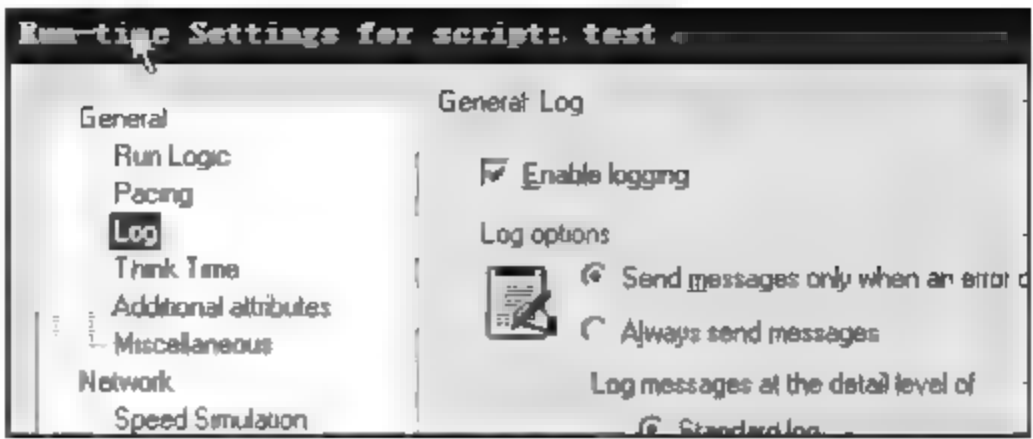 Run-time Settings for script: test
General
Run Logic
Pacing
Log
Think Time
Additional attributes
Miscellaneous
Network
Speed Simulation
General Log
Enable logging
Log options
Send messages only when an error
Always send messages
Log messages at the detail level of
Standard log